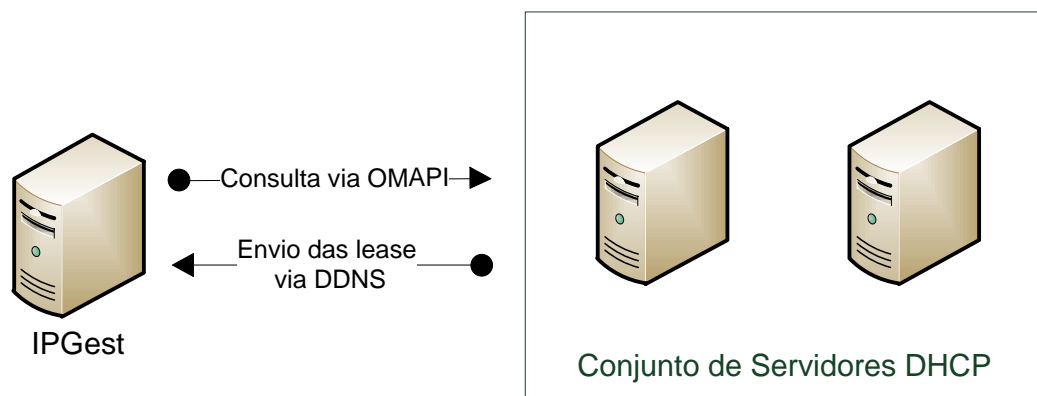 Consulta via OMAPI
Envio das lease
via DDNS
IPGest
Conjunto de Servidores DHCP